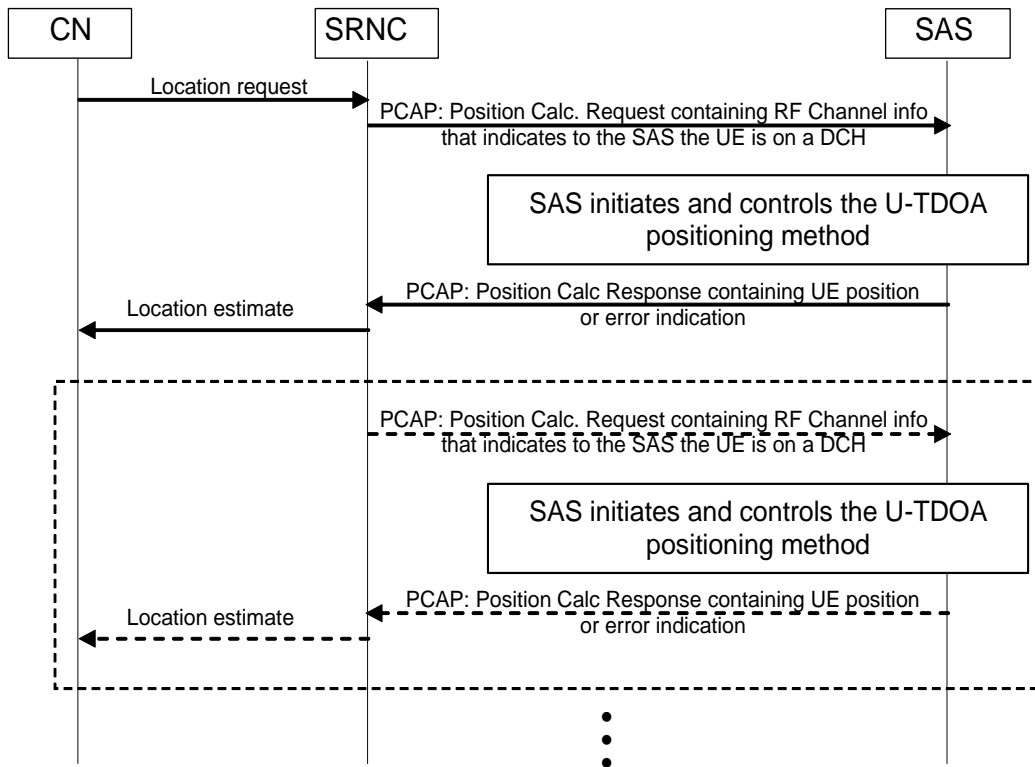 CN
SRNC
SAS
Location request
PCAP: Position Calc. Request containing RF Channel info
that indicates to the SAS the UE is on a DCH
SAS initiates and controls the U-TDOA
positioning method
PCAP: Position Calc Response containing UE position
or error indication
Location estimate
PCAP: Position Calc. Request containing RF Channel info
that indicates to the SAS the UE is on a DCH
SAS initiates and controls the U-TDOA
positioning method
PCAP: Position Calc Response containing UE position
or error indication
Location estimate